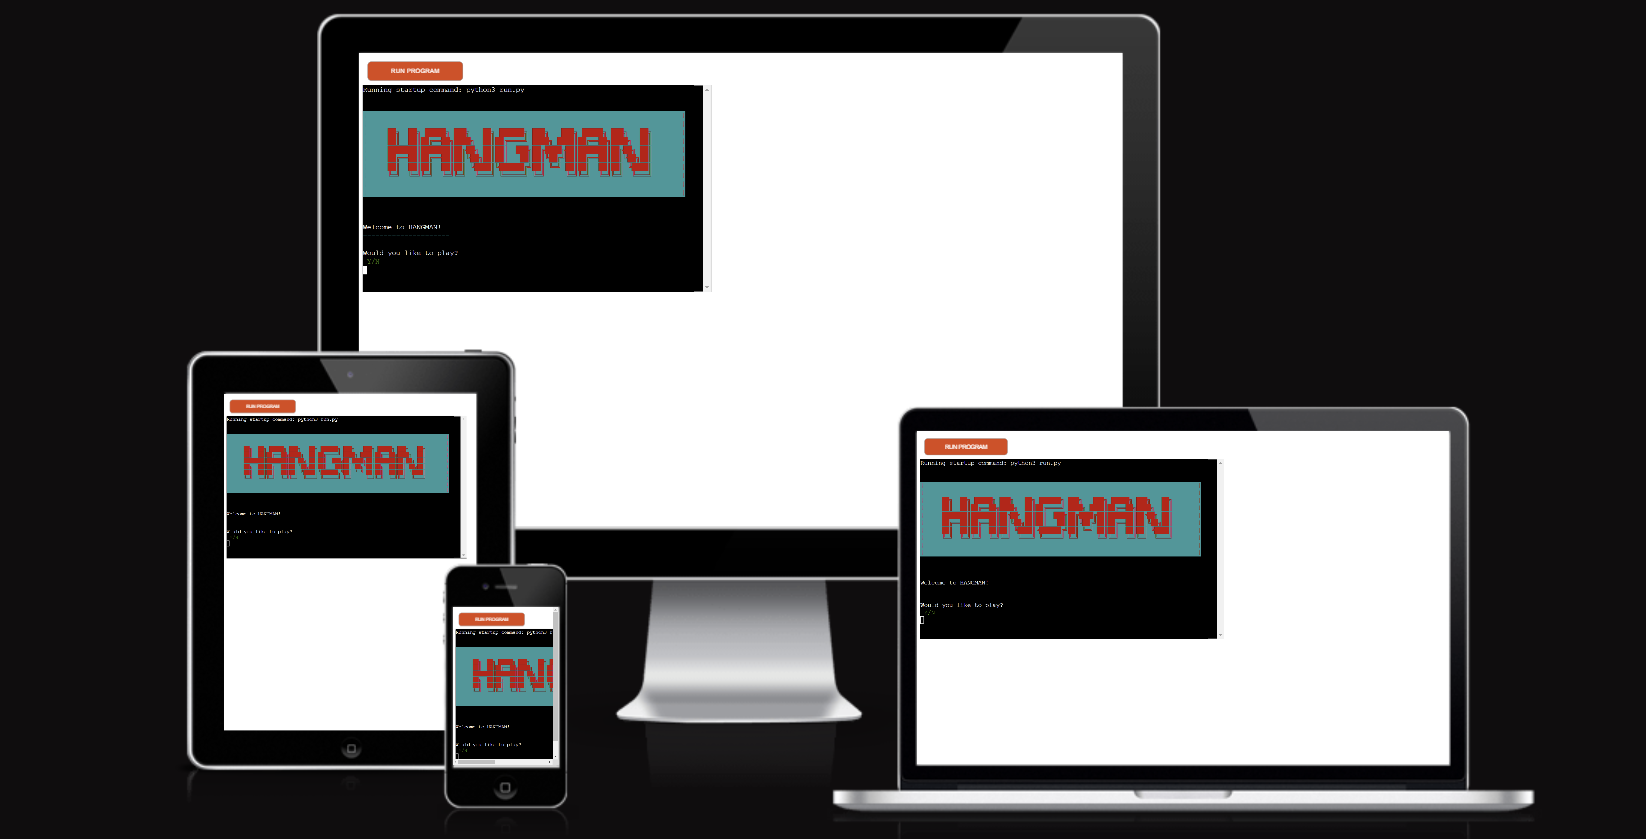 RUN PROGRAM
Running startup command: python3 run.py
HANGMAN
Welcome to HANGMAN!
Would you like to play?
Y/N
RUN PROGRAM
Running startup command: python3 run.py
HANGMAN
Welcome to HANGMAN!
Would you like to play?
Y/N
RUN PROGRAM
Running startup command: python3 run.py
HANGMAN
Welcome to HANGMAN!
Would you like to play?
Y/N
RUN PROGRAM
Running startup command: python3 r
HANG
Welcome to HANGMAN!
Would you like to play?
Y/N